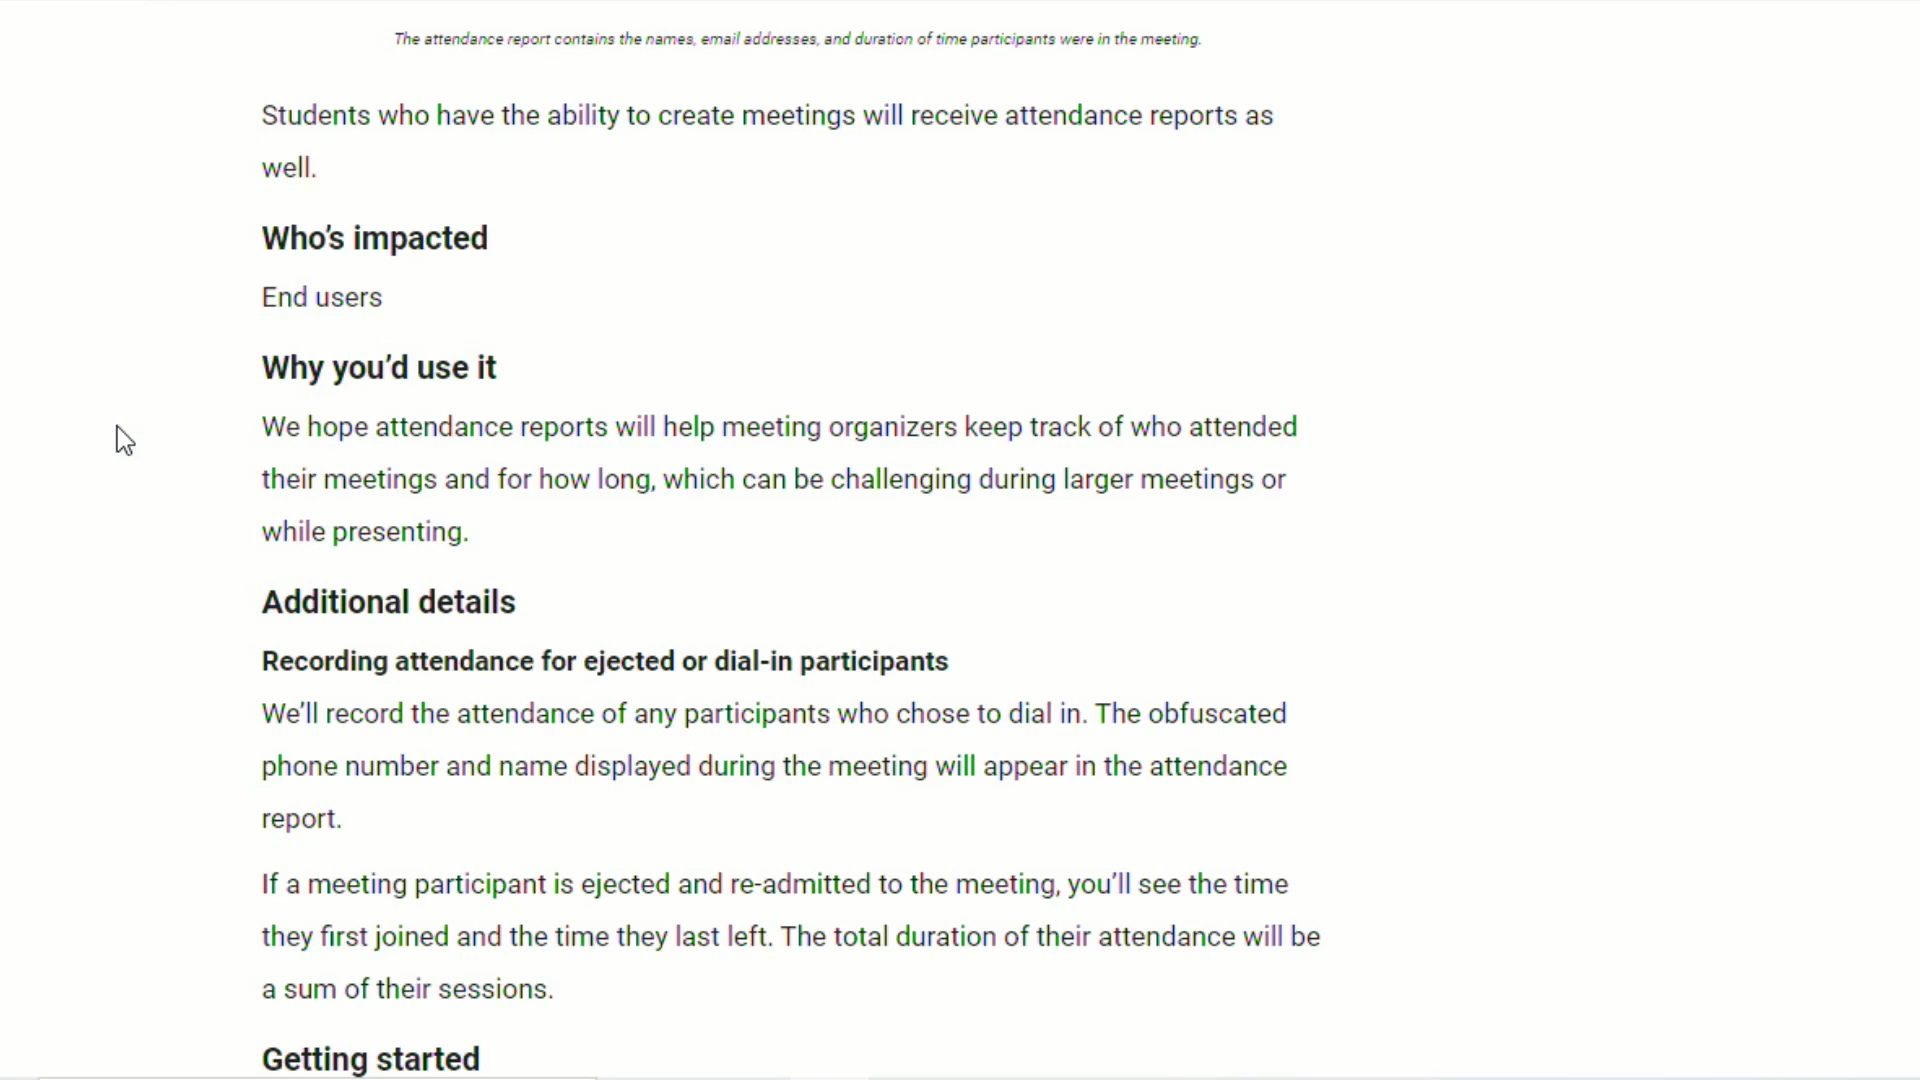 The attendance report contains the names, email addresses, and duration of time participants were in the meeting.
Students who have the ability to create meetings will receive attendance reports as
well.
Who’s impacted
End users
Why you’d use it
We hope attendance reports will help meeting organizers keep track of who attended
their meetings and for how long, which can be challenging during larger meetings or
while presenting.
Additional details
Recording attendance for ejected or dial-in participants
We’ll record the attendance of any participants who chose to dial in. The obfuscated
phone number and name displayed during the meeting will appear in the attendance
report.
If a meeting participant is ejected and re-admitted to the meeting, you’ll see the time
they first joined and the time they last left. The total duration of their attendance will be
a sum of their sessions.
Getting started